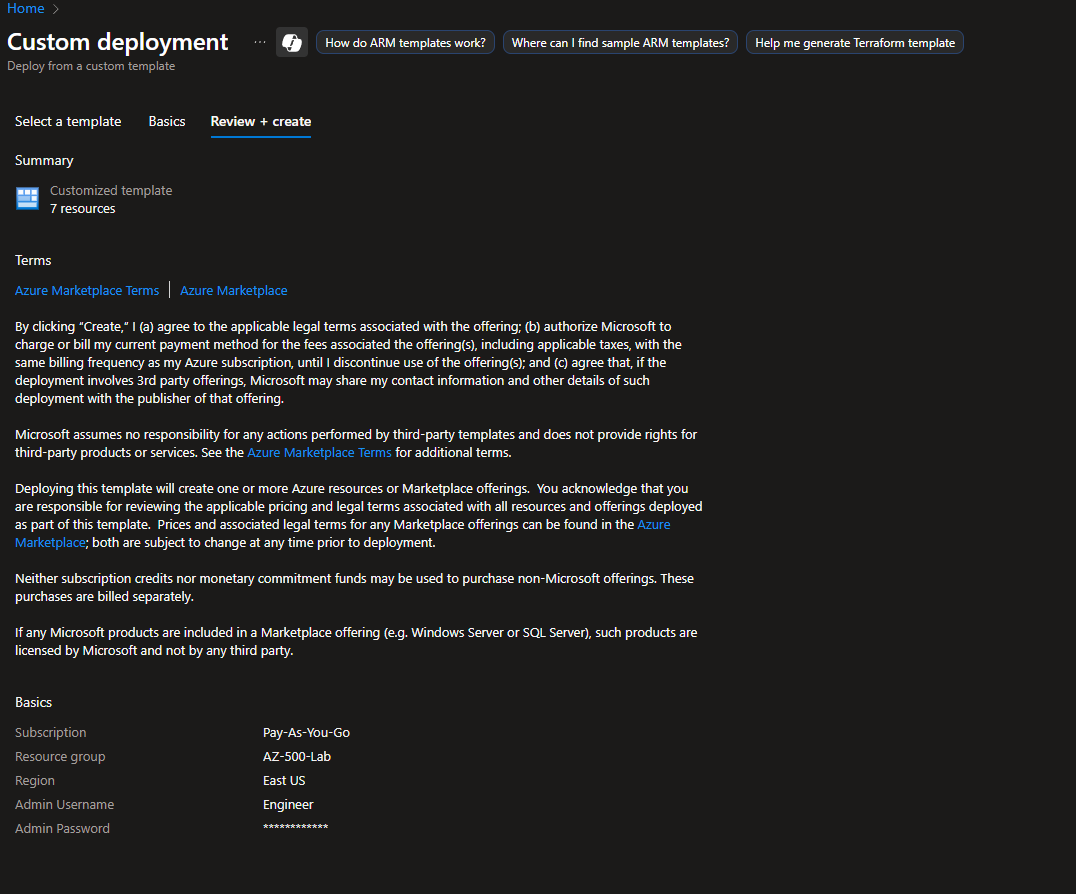 Home >
Custom deployment ...
How do ARM templates work?
Where can I find sample ARM templates?
Help me generate Terraform template
Deploy from a custom template
Select a template
Basics
Review + create
Summary
Customized template
7 resources
Terms
Azure Marketplace Terms | Azure Marketplace
By clicking “Create,” I (a) agree to the applicable legal terms associated with the offering; (b) authorize Microsoft to
charge or bill my current payment method for the fees associated the offering(s), including applicable taxes, with the
same billing frequency as my Azure subscription, until I discontinue use of the offering(s); and (c) agree that, if the
deployment involves 3rd party offerings, Microsoft may share my contact information and other details of such
deployment with the publisher of that offering.
Microsoft assumes no responsibility for any actions performed by third-party templates and does not provide rights for
third-party products or services. See the Azure Marketplace Terms for additional terms.
Deploying this template will create one or more Azure resources or Marketplace offerings.  You acknowledge that you
are responsible for reviewing the applicable pricing and legal terms associated with all resources and offerings deployed
as part of this template.  Prices and associated legal terms for any Marketplace offerings can be found in the Azure
Marketplace; both are subject to change at any time prior to deployment.
Neither subscription credits nor monetary commitment funds may be used to purchase non-Microsoft offerings. These
purchases are billed separately.
If any Microsoft products are included in a Marketplace offering (e.g. Windows Server or SQL Server), such products are
licensed by Microsoft and not by any third party.
Basics
Subscription Pay-As-You-Go
Resource group AZ-500-Lab
Region East US
Admin Username Engineer
Admin Password ************